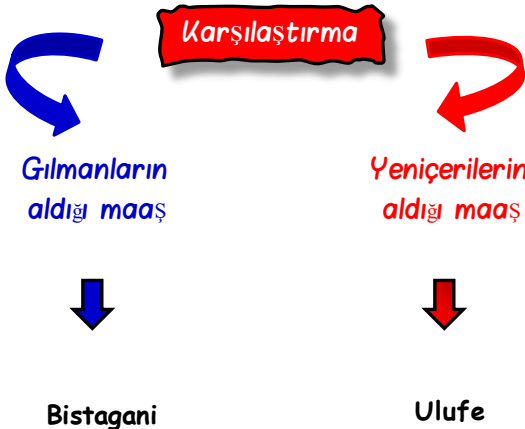 Karşılaştırma
Gılmanların
aldığı maaş
Yeniçerilerin
aldığı maaş
Bistagani
Ulufe